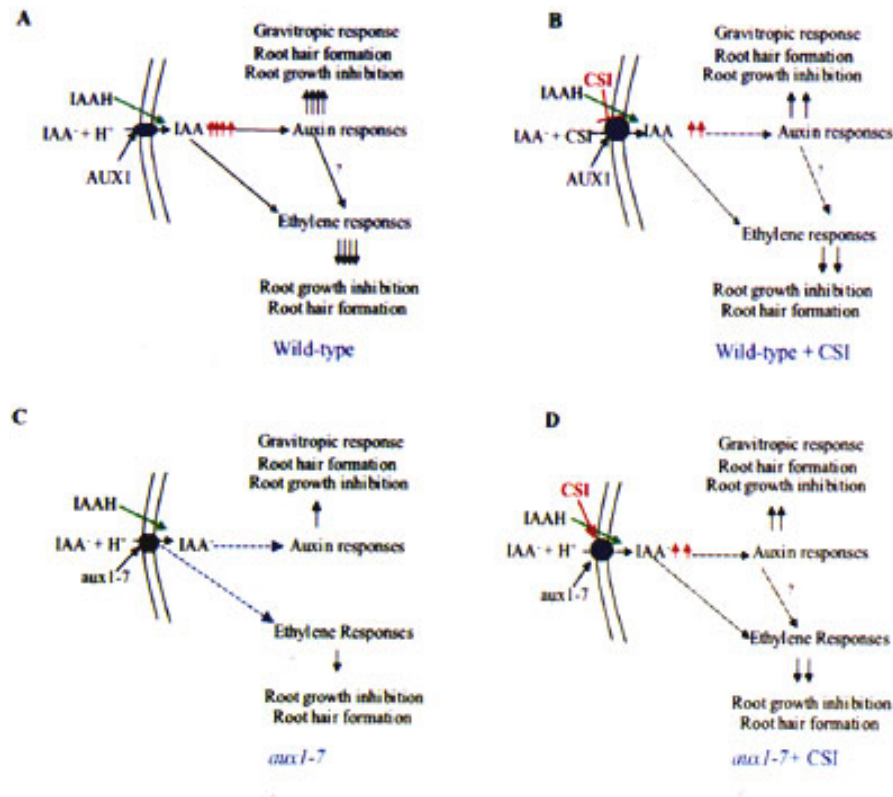 A
Gravitropic response
Root hair formation
Root growth inhibition
IAAH
IAA⁻ + H⁺ IAA Auxin responses
AUX1
?
Ethylene responses
Root growth inhibition
Root hair formation
Wild-type
B
Gravitropic response
Root hair formation
Root growth inhibition
CSI
IAAH
IAA⁻ + CSI IAA Auxin responses
AUX1
?
Ethylene responses
Root growth inhibition
Root hair formation
Wild-type + CSI
C
Gravitropic response
Root hair formation
Root growth inhibition
IAAH
IAA⁻ + H⁺ IAA⁻ Auxin responses
aux1-7
Ethylene Responses
Root growth inhibition
Root hair formation
aux1-7
D
Gravitropic response
Root hair formation
Root growth inhibition
CSI
IAAH
IAA⁻ + H⁺ IAA⁻ Auxin responses
aux1-7
?
Ethylene Responses
Root growth inhibition
Root hair formation
aux1-7+ CSI